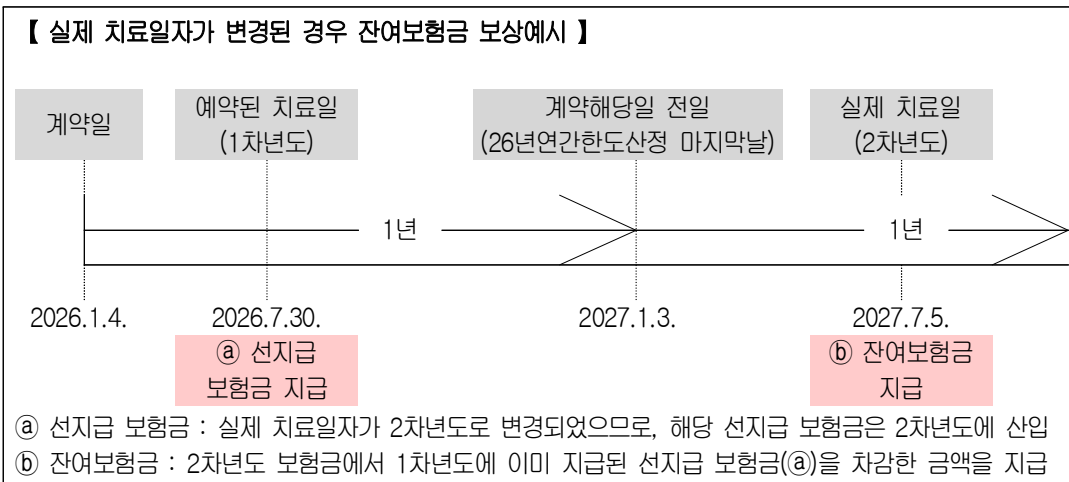 【 실제 치료일자가 변경된 경우 잔여보험금 보상예시 】
계약일
예약된 치료일
(1차년도)
계약해당일 전일
(26년연간한도산정 마지막날)
실제 치료일
(2차년도)
1년
1년
2026.1.4.
2026.7.30.
2027.1.3.
2027.7.5.
ⓐ 선지급
보험금 지급
ⓑ 잔여보험금
지급
ⓐ 선지급 보험금 : 실제 치료일자가 2차년도로 변경되었으므로, 해당 선지급 보험금은 2차년도에 산입
ⓑ 잔여보험금 : 2차년도 보험금에서 1차년도에 이미 지급된 선지급 보험금(ⓐ)을 차감한 금액을 지급